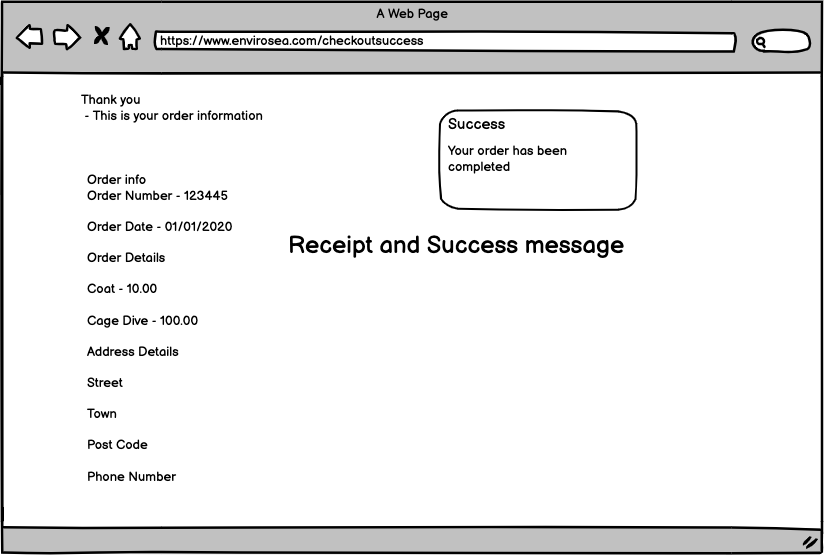 A Web Page
https://www.envirosea.com/checkoutsuccess
Thank you
- This is your order information
Success
Your order has been
completed
Order info
Order Number - 123445
Order Date - 01/01/2020
Receipt and Success message
Order Details
Coat - 10.00
Cage Dive - 100.00
Address Details
Street
Town
Post Code
Phone Number